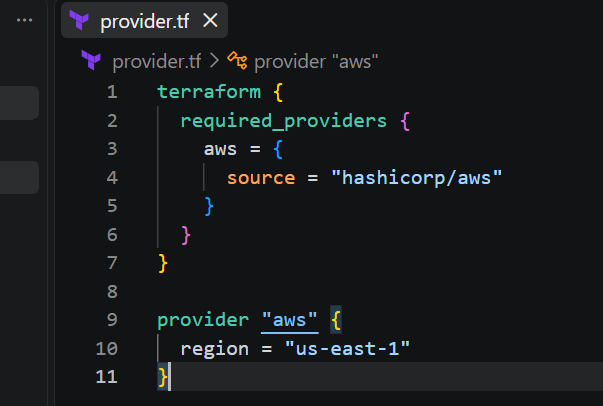 ...
provider.tf ×
provider.tf > provider "aws"
1 terraform {
2   required_providers {
3     aws = {
4       source = "hashicorp/aws"
5     }
6   }
7 }
8
9 provider "aws" {
10   region = "us-east-1"
11 }